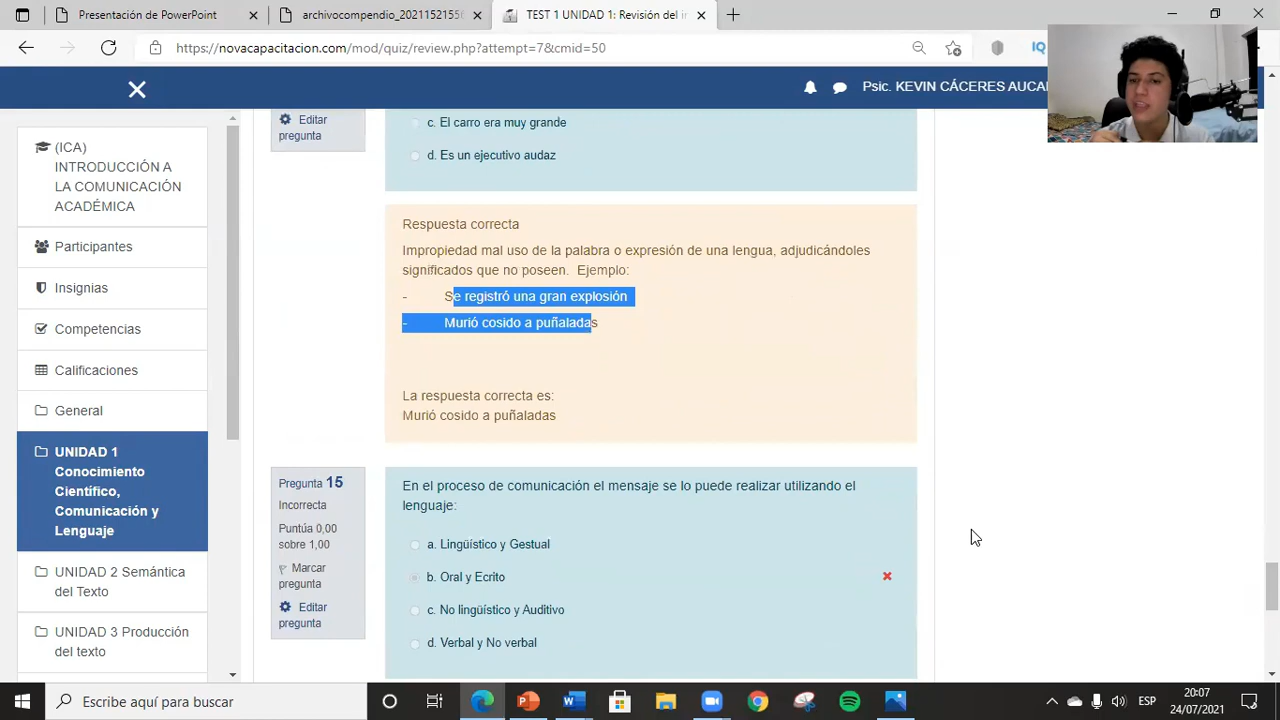 Presentación de PowerPoint
archivocompendio_2021152155
TEST 1 UNIDAD 1: Revisión del in
https://novacapacitacion.com/mod/quiz/review.php?attempt=7&cmid=50
IQ
Psic. KEVIN CÁCERES AUCA
(ICA)
INTRODUCCIÓN A
LA COMUNICACIÓN
ACADÉMICA
Participantes
Insignias
Competencias
Calificaciones
General
UNIDAD 1
Conocimiento
Científico,
Comunicación y
Lenguaje
UNIDAD 2 Semántica
del Texto
UNIDAD 3 Producción
del texto
Editar
pregunta
c. El carro era muy grande
d. Es un ejecutivo audaz
Respuesta correcta
Impropiedad mal uso de la palabra o expresión de una lengua, adjudicándoles
significados que no poseen. Ejemplo:
- Se registró una gran explosión
- Murió cosido a puñaladas
La respuesta correcta es:
Murió cosido a puñaladas
Pregunta 15
Incorrecta
Puntúa 0,00
sobre 1,00
Marcar
pregunta
Editar
pregunta
En el proceso de comunicación el mensaje se lo puede realizar utilizando el
lenguaje:
a. Lingüístico y Gestual
b. Oral y Ecrito
c. No lingüístico y Auditivo
d. Verbal y No verbal
Escribe aquí para buscar
ESP
20:07
24/07/2021